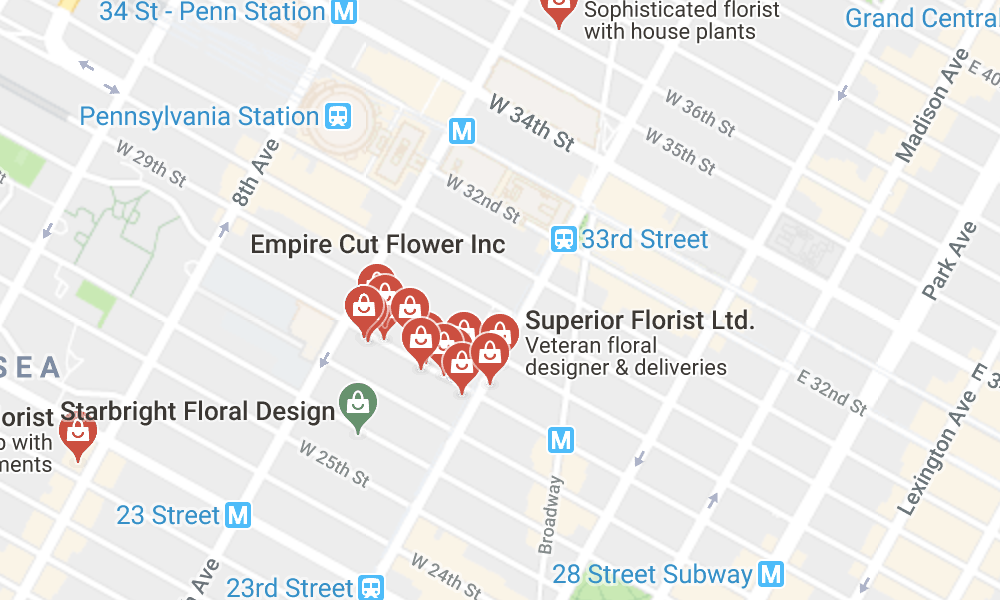 34 St - Penn Station M
Sophisticated florist
with house plants
Grand Central
Madison Ave
E 40
Pennsylvania Station
M
W 34th St
W 36th St
W 35th St
W 29th St
8th Ave
W 32nd St
33rd Street
Empire Cut Flower Inc
Park Ave
Superior Florist Ltd.
Veteran floral
designer & deliveries
SEA
E 3
E 32nd St
Starbright Floral Design
orist
o with
ments
Lexington Ave
W 25th St
M
Broadway
23 Street M
Ave
W 24th St
23rd Street
28 Street Subway M